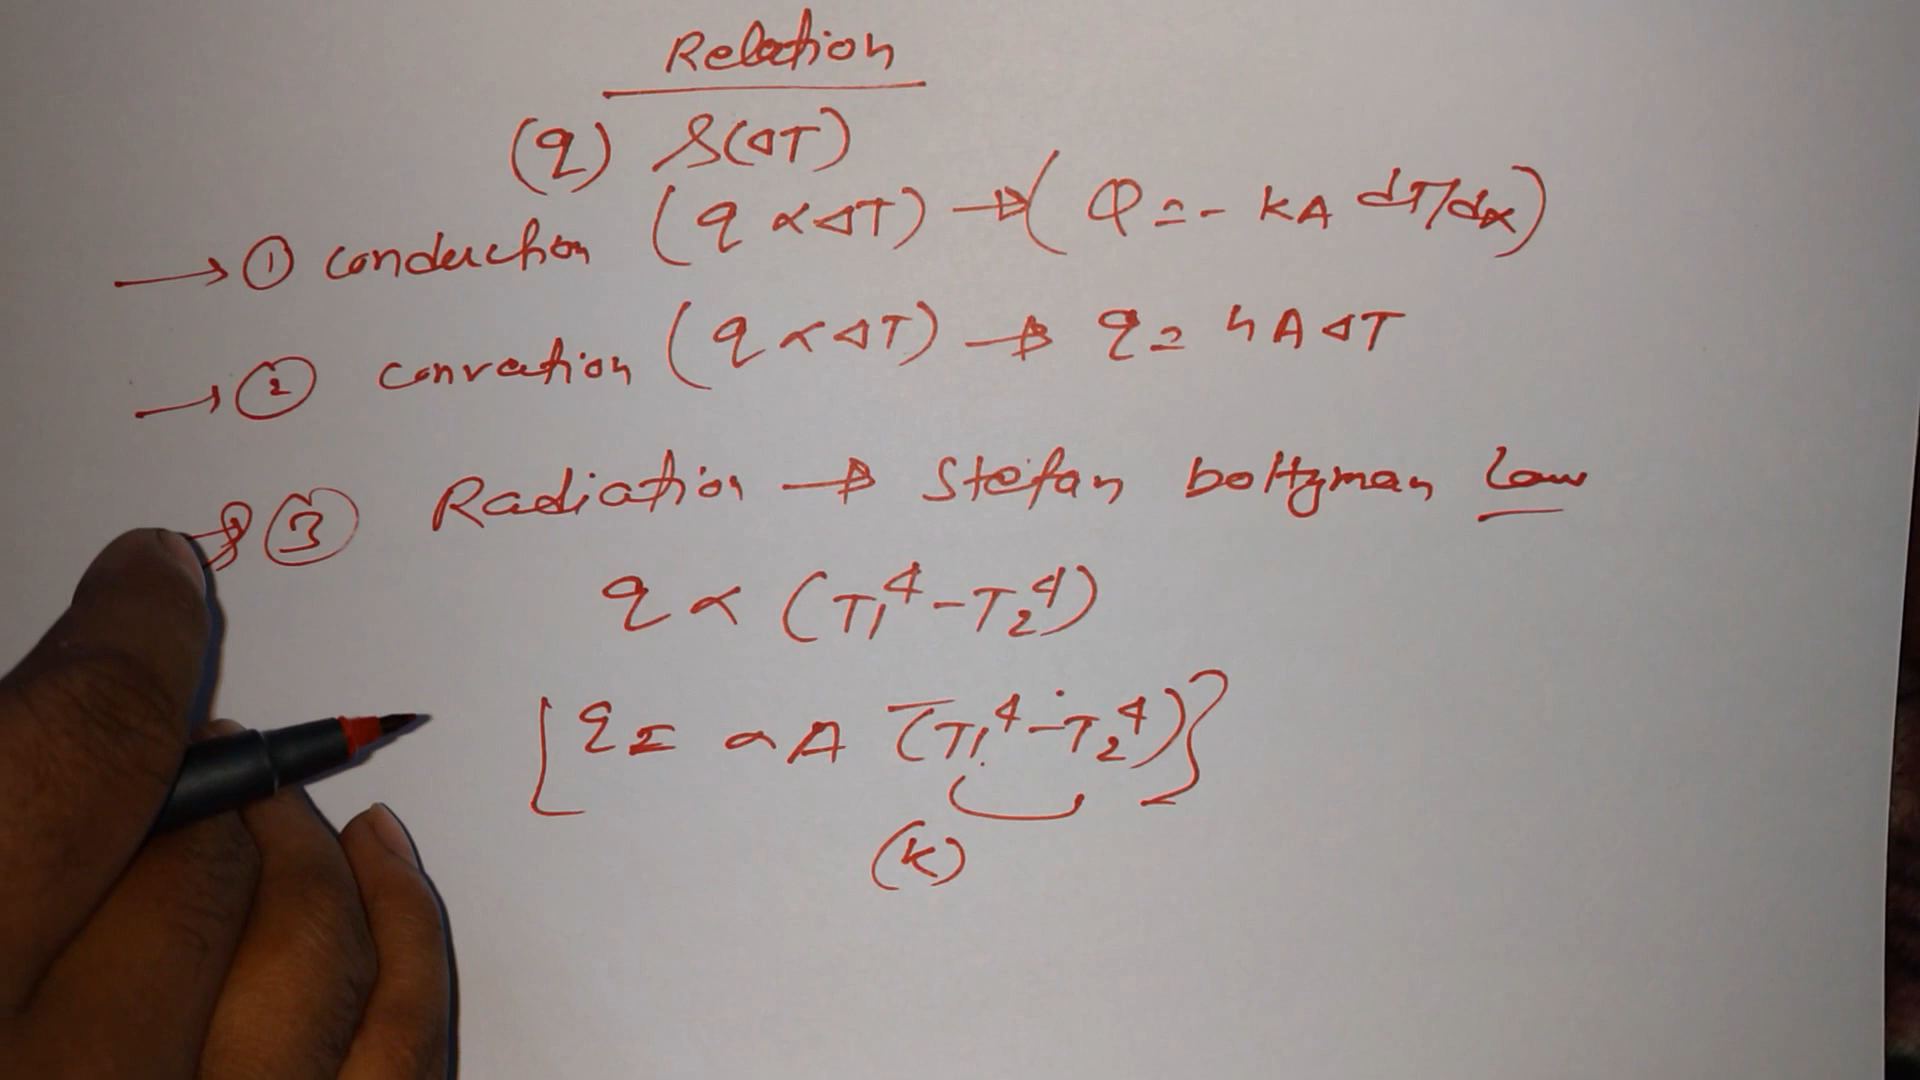 Relation
(q) & (ΔT)
→ ① conduction (q ∝ ΔT) → (Q = - KA dT/dx)
→ ② convation (q ∝ ΔT) → q = hAΔT
→ ③ Radiation → Stefan boltzman law
q ∝ (T₁⁴ - T₂⁴)
[q = σA (T₁⁴ - T₂⁴)}
(K)